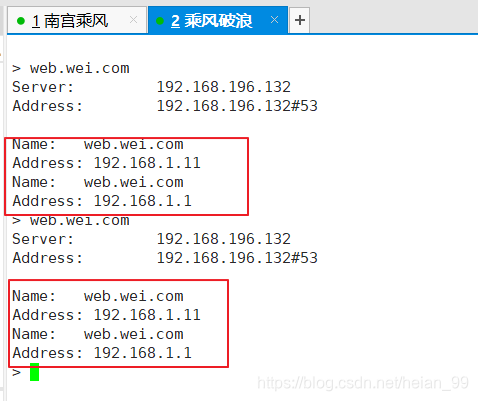 1 南宫乘风 × 2 乘风破浪 × +
> web.wei.com
Server: 192.168.196.132
Address: 192.168.196.132#53
Name: web.wei.com
Address: 192.168.1.11
Name: web.wei.com
Address: 192.168.1.1
> web.wei.com
Server: 192.168.196.132
Address: 192.168.196.132#53
Name: web.wei.com
Address: 192.168.1.11
Name: web.wei.com
Address: 192.168.1.1
>
https://blog.csdn.net/heian_99